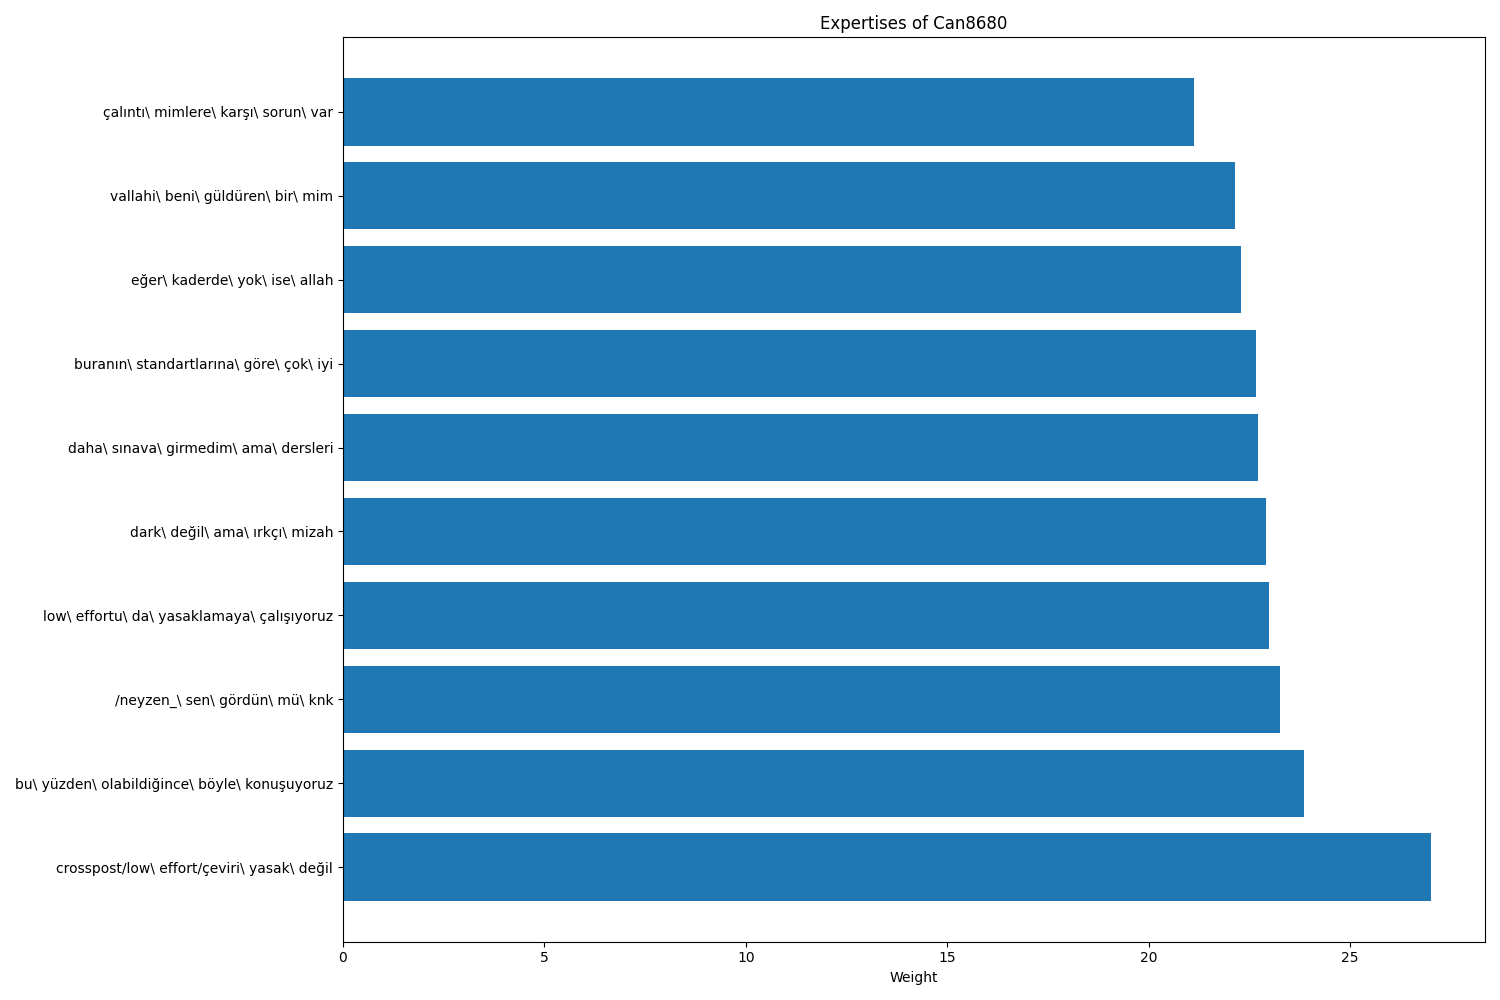 Expertises of Can8680
çalıntı\ mimlere\ karşı\ sorun\ var
vallahi\ beni\ güldüren\ bir\ mim
eğer\ kaderde\ yok\ ise\ allah
buranın\ standartlarına\ göre\ çok\ iyi
daha\ sınava\ girmedim\ ama\ dersleri
dark\ değil\ ama\ ırkçı\ mizah
low\ effortu\ da\ yasaklamaya\ çalışıyoruz
/neyzen_\ sen\ gördün\ mü\ knk
bu\ yüzden\ olabildiğince\ böyle\ konuşuyoruz
crosspost/low\ effort/çeviri\ yasak\ değil
0 5 10 15 20 25
Weight